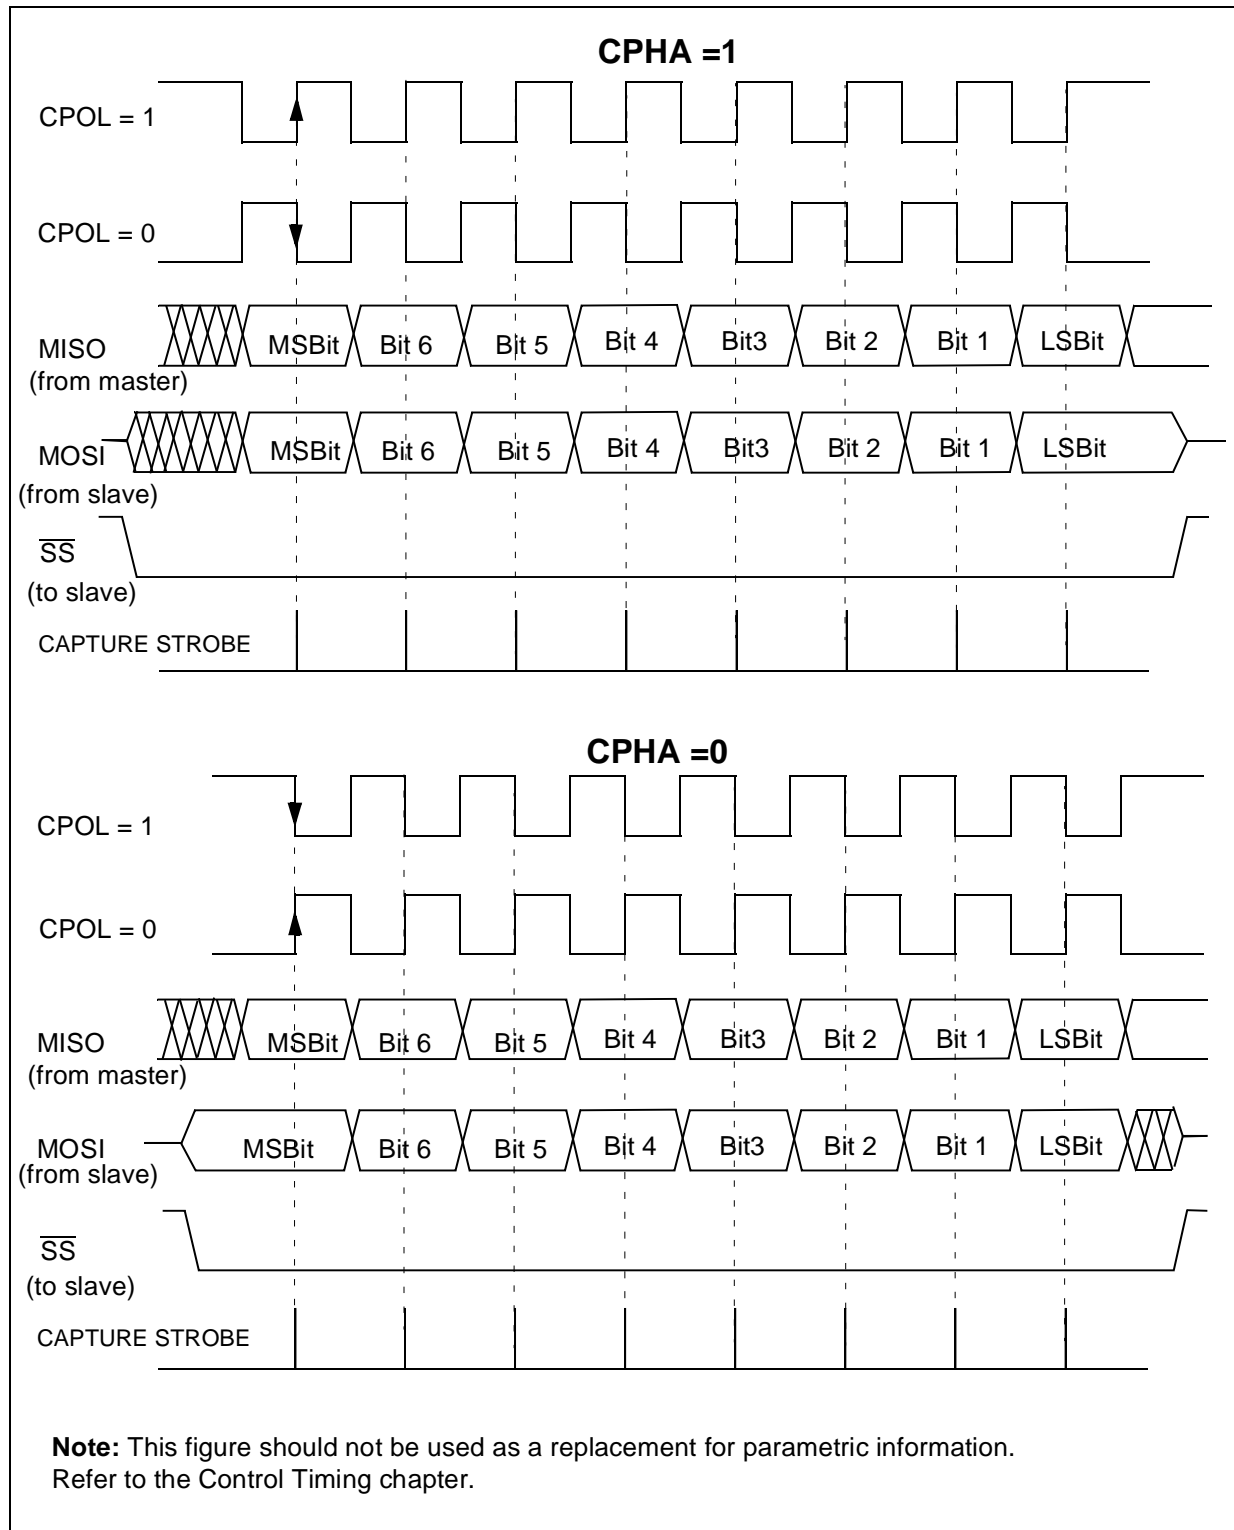 CPHA =1
CPOL = 1
CPOL = 0
MISO
(from master)
MSBit Bit 6 Bit 5 Bit 4 Bit3 Bit 2 Bit 1 LSBit
MOSI
(from slave)
MSBit Bit 6 Bit 5 Bit 4 Bit3 Bit 2 Bit 1 LSBit
SS
(to slave)
CAPTURE STROBE
CPHA =0
CPOL = 1
CPOL = 0
MISO
(from master)
MSBit Bit 6 Bit 5 Bit 4 Bit3 Bit 2 Bit 1 LSBit
MOSI
(from slave)
MSBit Bit 6 Bit 5 Bit 4 Bit3 Bit 2 Bit 1 LSBit
SS
(to slave)
CAPTURE STROBE
Note: This figure should not be used as a replacement for parametric information.
Refer to the Control Timing chapter.